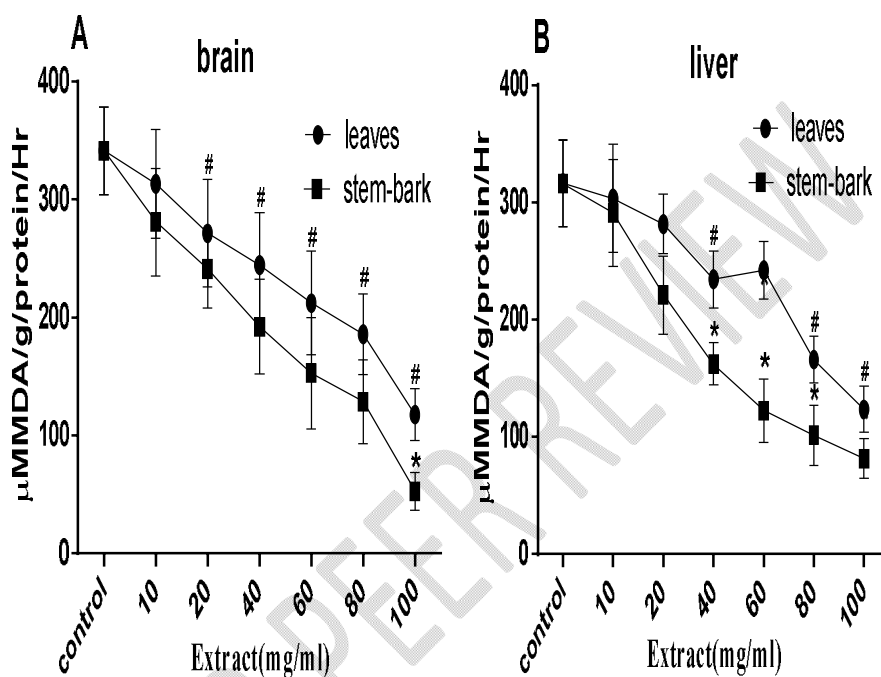 A
brain
400
300
200
100
0
μMMDA/g/protein/Hr
leaves
stem-bark
#
#
#
#
#
*
control
10
20
40
60
80
100
Extract(mg/ml)
B
liver
400
300
200
100
0
μMMDA/g/protein/Hr
leaves
stem-bark
#
*
*
*
#
*
#
control
10
20
40
60
80
100
Extract(mg/ml)
PEER REVIEW